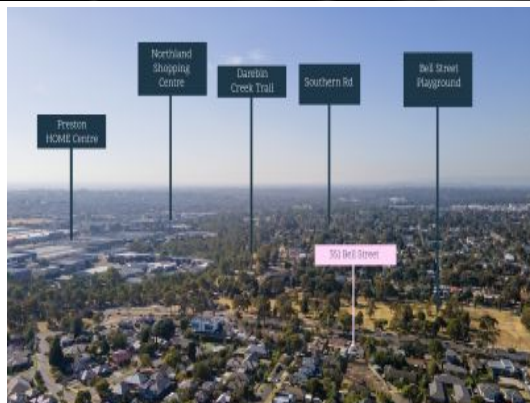 Northland
Shopping
Centre
Darebin
Creek Trail
Southern Rd
Bell Street
Playground
Preston
HOME Centre
351 Bell Street